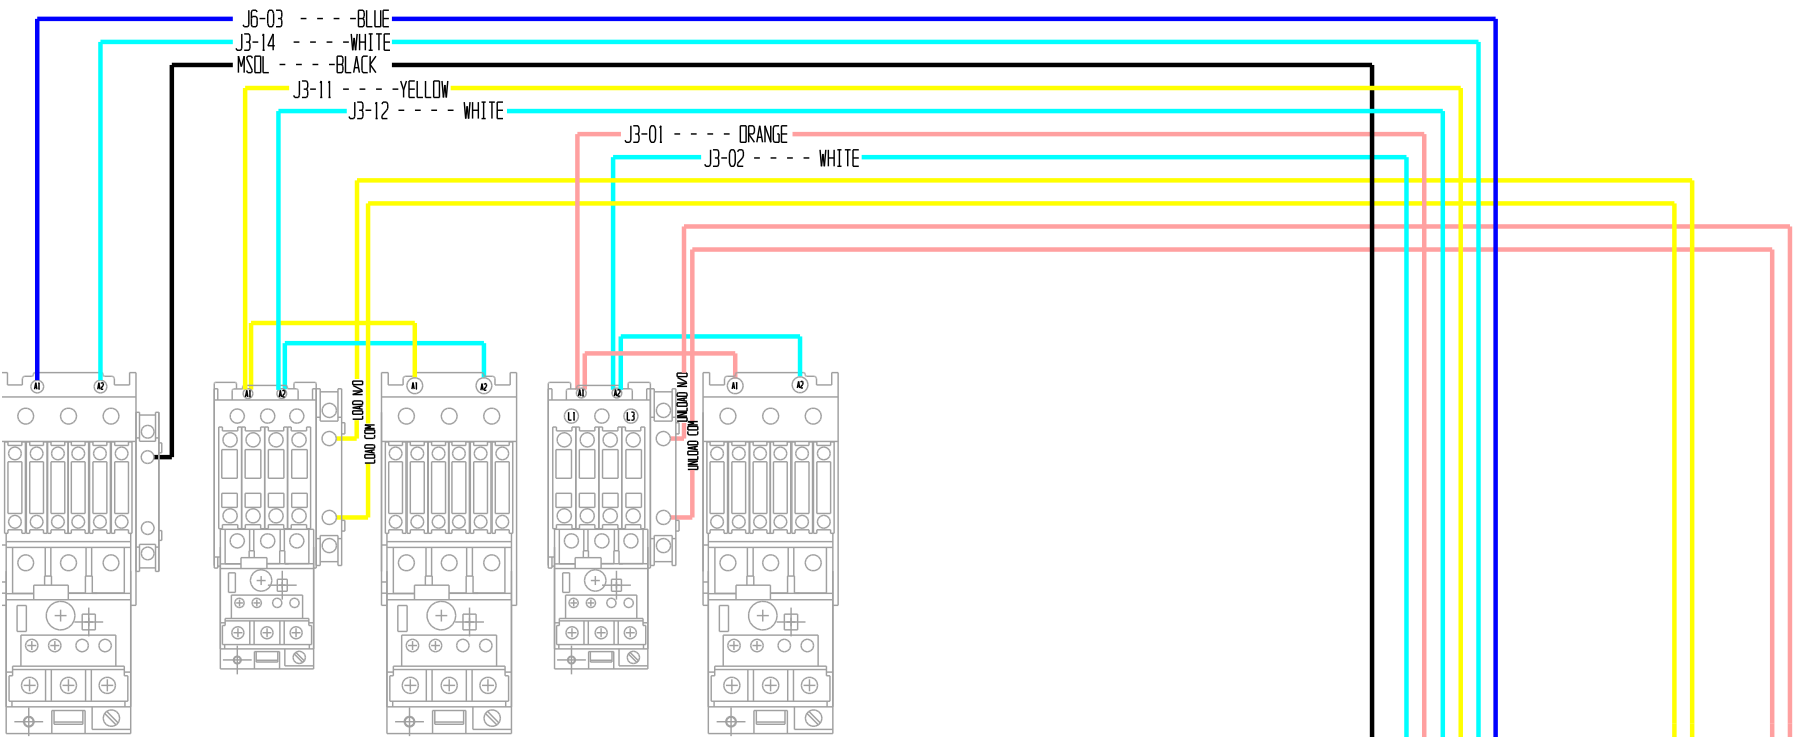 J6-03 - - - -BLUE
J3-14 - - - -WHITE
MSOL - - - -BLACK
J3-11 - - - -YELLOW
J3-12 - - - - WHITE
J3-01 - - - - ORANGE
J3-02 - - - - WHITE
A1 A2 A1 A2 A1 A2 A1 A2 A1 A2
LOAD N/O
LOAD COM
UNLOAD N/O
UNLOAD COM
L1 L3